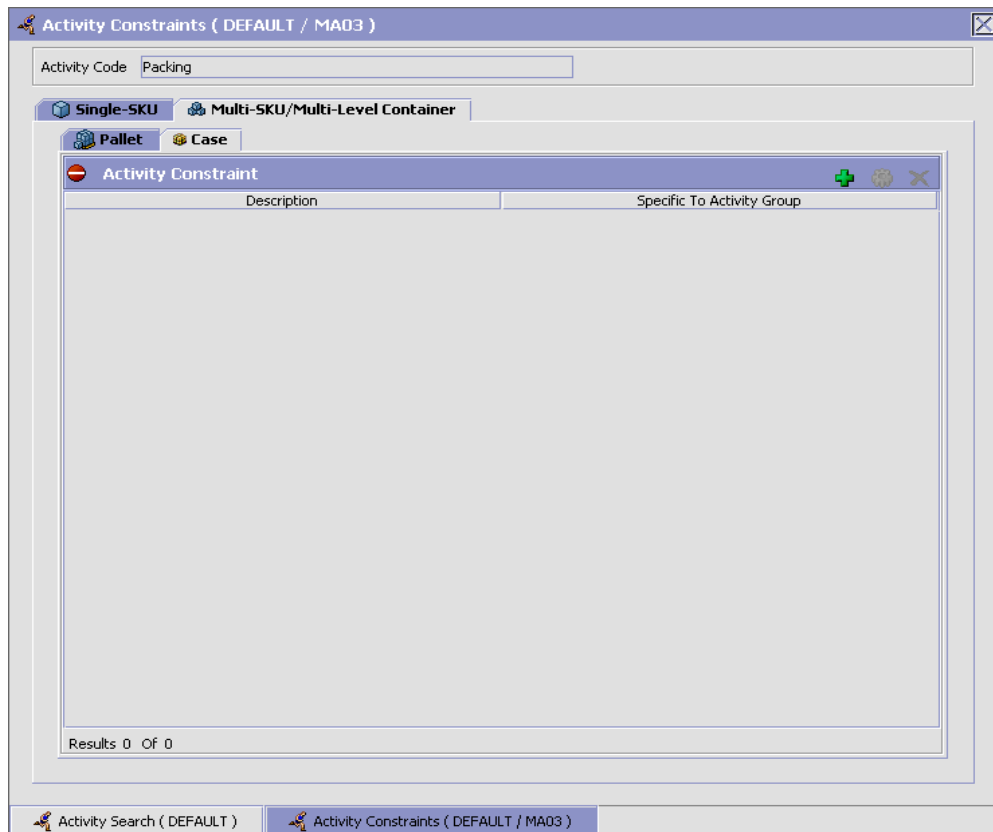 Activity Constraints ( DEFAULT / MA03 )
Activity Code Packing
Single-SKU Multi-SKU/Multi-Level Container
Pallet Case
Activity Constraint
Description Specific To Activity Group
Results 0 Of 0
Activity Search ( DEFAULT ) Activity Constraints ( DEFAULT / MA03 )